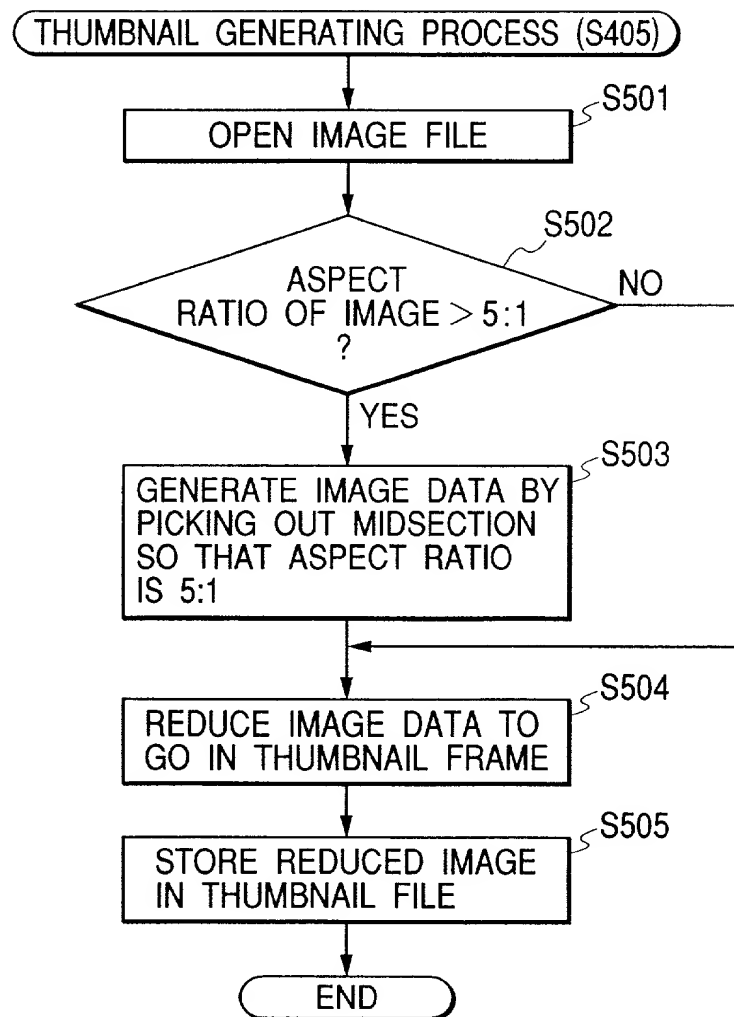 THUMBNAIL GENERATING PROCESS (S405)
S501
OPEN IMAGE FILE
S502
ASPECT
RATIO OF IMAGE > 5:1
?
NO
YES
S503
GENERATE IMAGE DATA BY
PICKING OUT MIDSECTION
SO THAT ASPECT RATIO
IS 5:1
S504
REDUCE IMAGE DATA TO
GO IN THUMBNAIL FRAME
S505
STORE REDUCED IMAGE
IN THUMBNAIL FILE
END